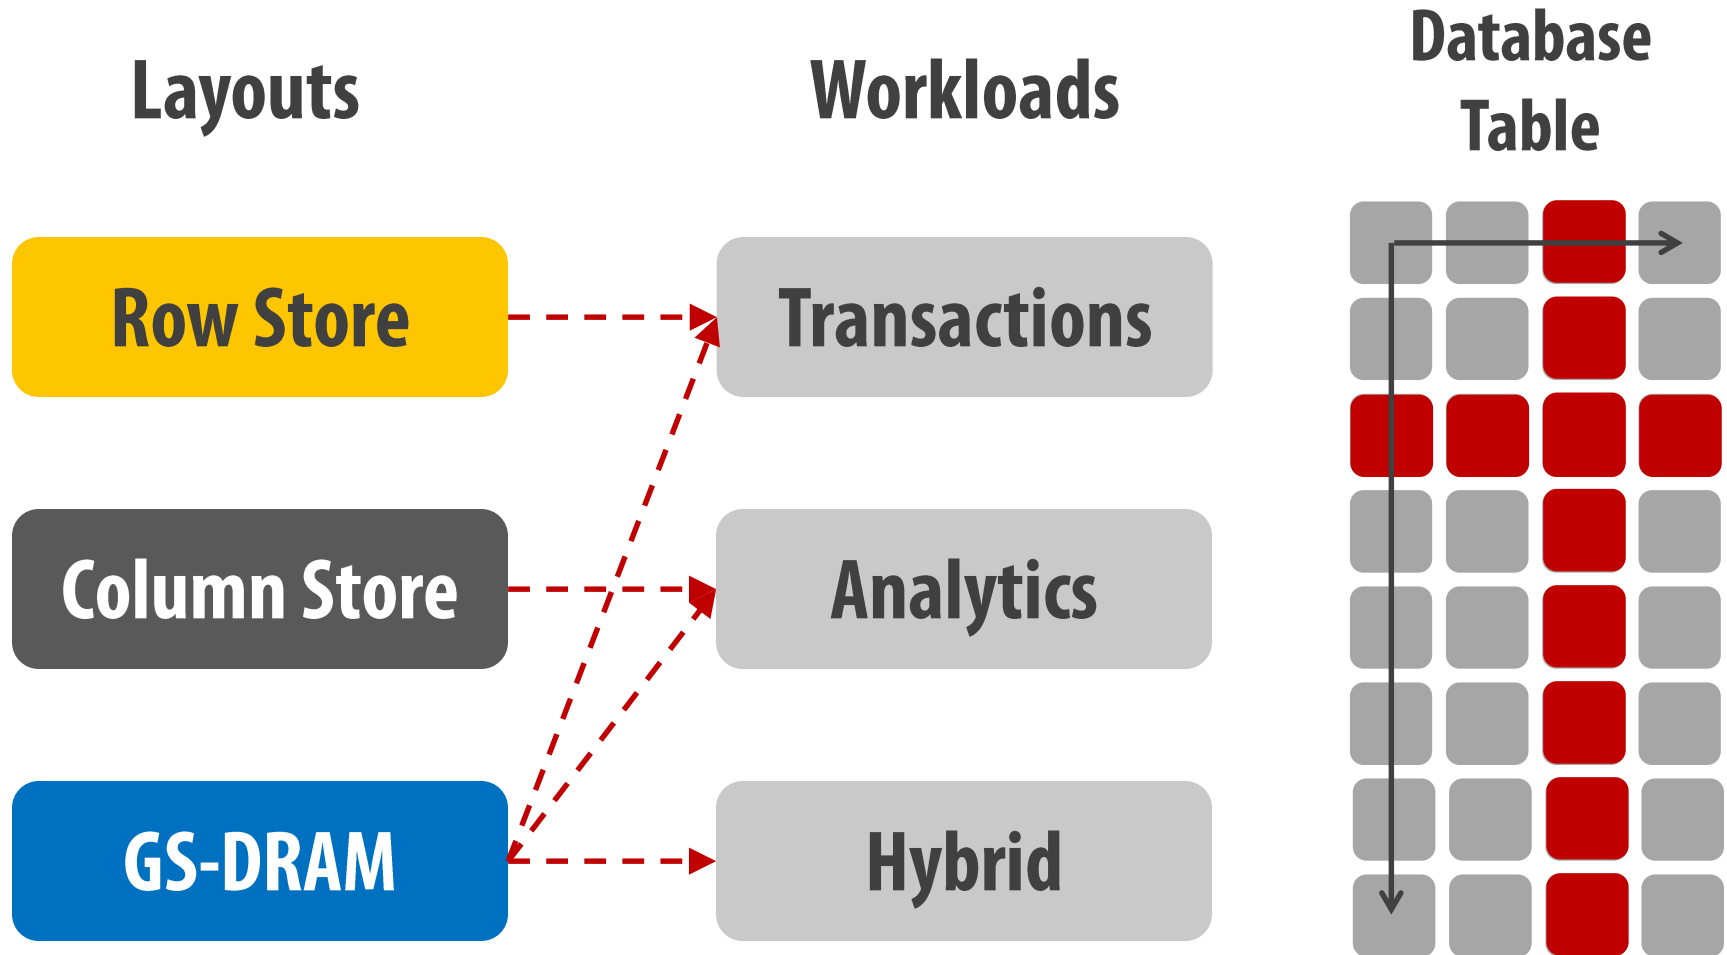 Layouts
Workloads
Database
Table
Row Store
Transactions
Column Store
Analytics
GS-DRAM
Hybrid